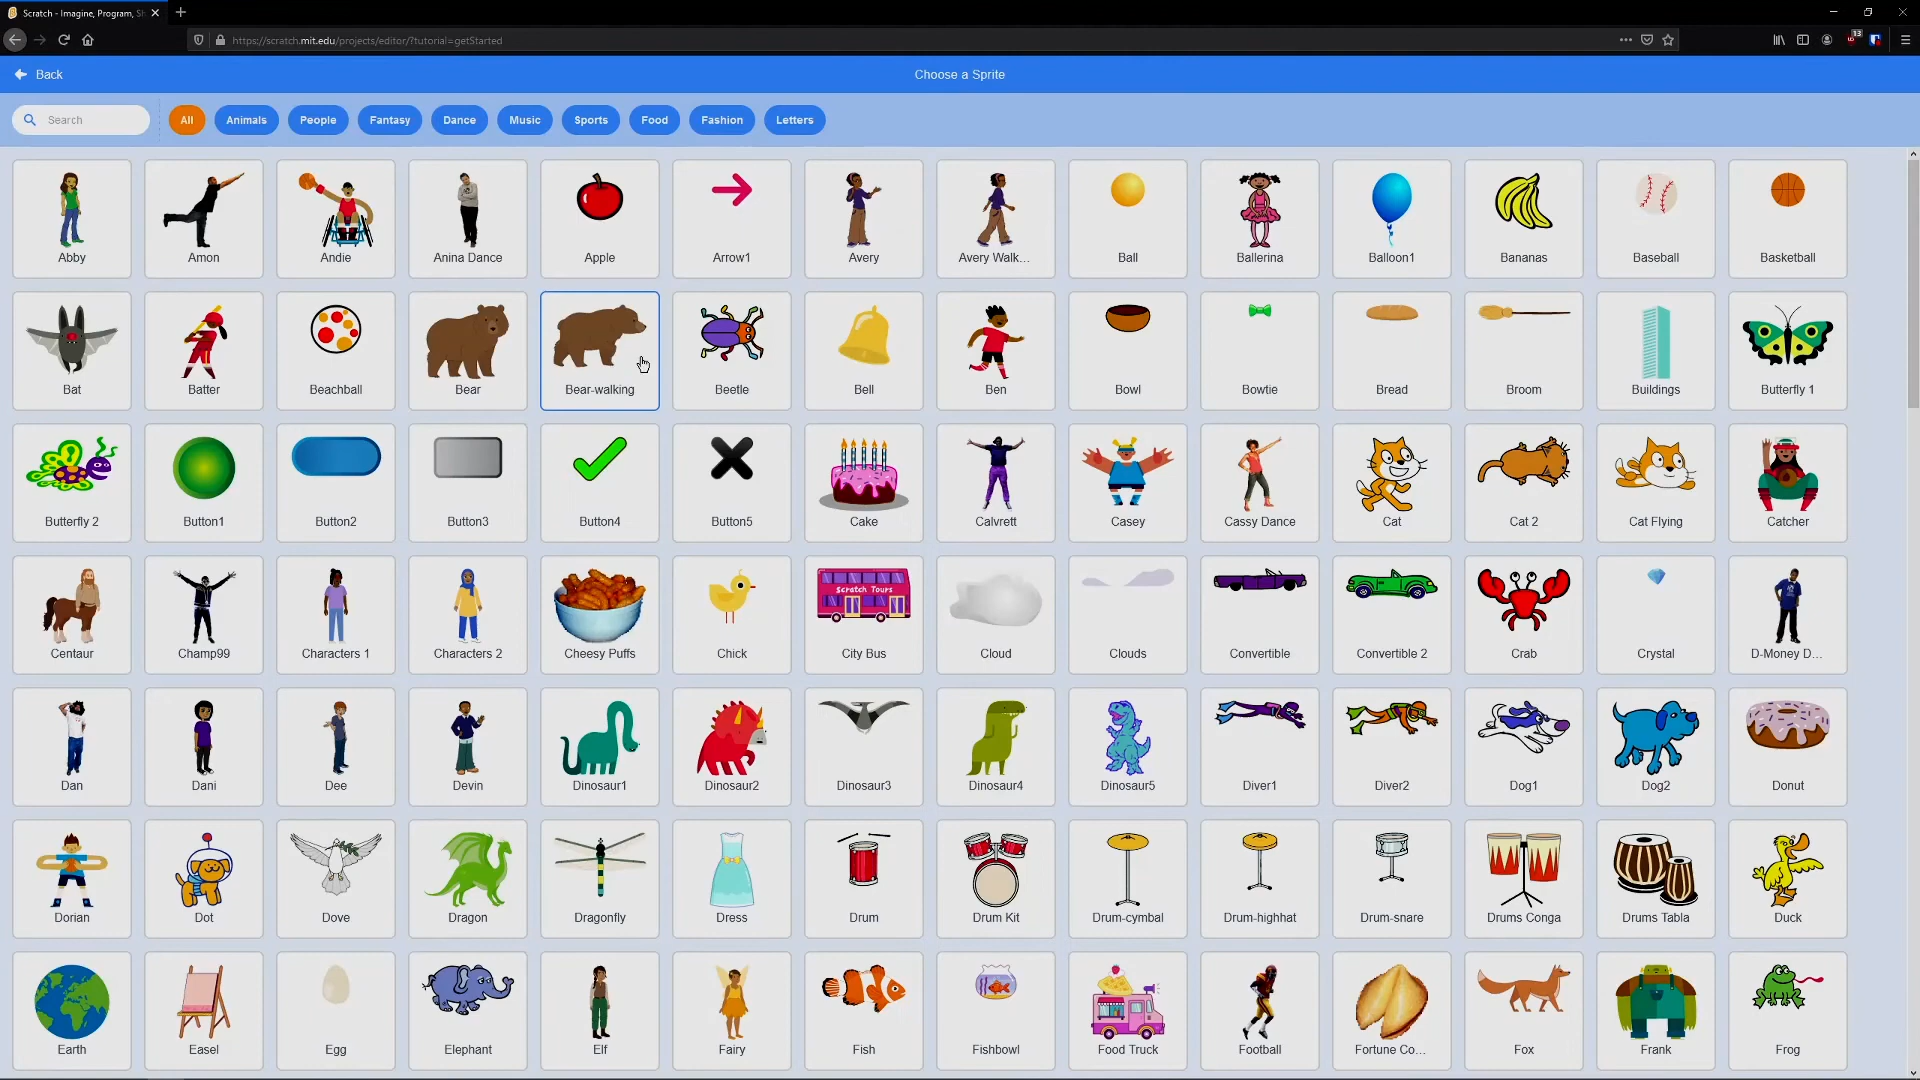 Scratch - Imagine, Program, Sh
https://scratch.mit.edu/projects/editor/?tutorial=getStarted
13
Back
Choose a Sprite
Search
All
Animals
People
Fantasy
Dance
Music
Sports
Food
Fashion
Letters
Abby
Amon
Andie
Anina Dance
Apple
Arrow1
Avery
Avery Walk...
Ball
Ballerina
Balloon1
Bananas
Baseball
Basketball
Bat
Batter
Beachball
Bear
Bear-walking
Beetle
Bell
Ben
Bowl
Bowtie
Bread
Broom
Buildings
Butterfly 1
Butterfly 2
Button1
Button2
Button3
Button4
Button5
Cake
Calvrett
Casey
Cassy Dance
Cat
Cat 2
Cat Flying
Catcher
Centaur
Champ99
Characters 1
Characters 2
Cheesy Puffs
Chick
Scratch Tours
City Bus
Cloud
Clouds
Convertible
Convertible 2
Crab
Crystal
D-Money D...
Dan
Dani
Dee
Devin
Dinosaur1
Dinosaur2
Dinosaur3
Dinosaur4
Dinosaur5
Diver1
Diver2
Dog1
Dog2
Donut
Dorian
Dot
Dove
Dragon
Dragonfly
Dress
Drum
Drum Kit
Drum-cymbal
Drum-highhat
Drum-snare
Drums Conga
Drums Tabla
Duck
Earth
Easel
Egg
Elephant
Elf
Fairy
Fish
Fishbowl
Food Truck
Football
Fortune Co...
Fox
Frank
Frog